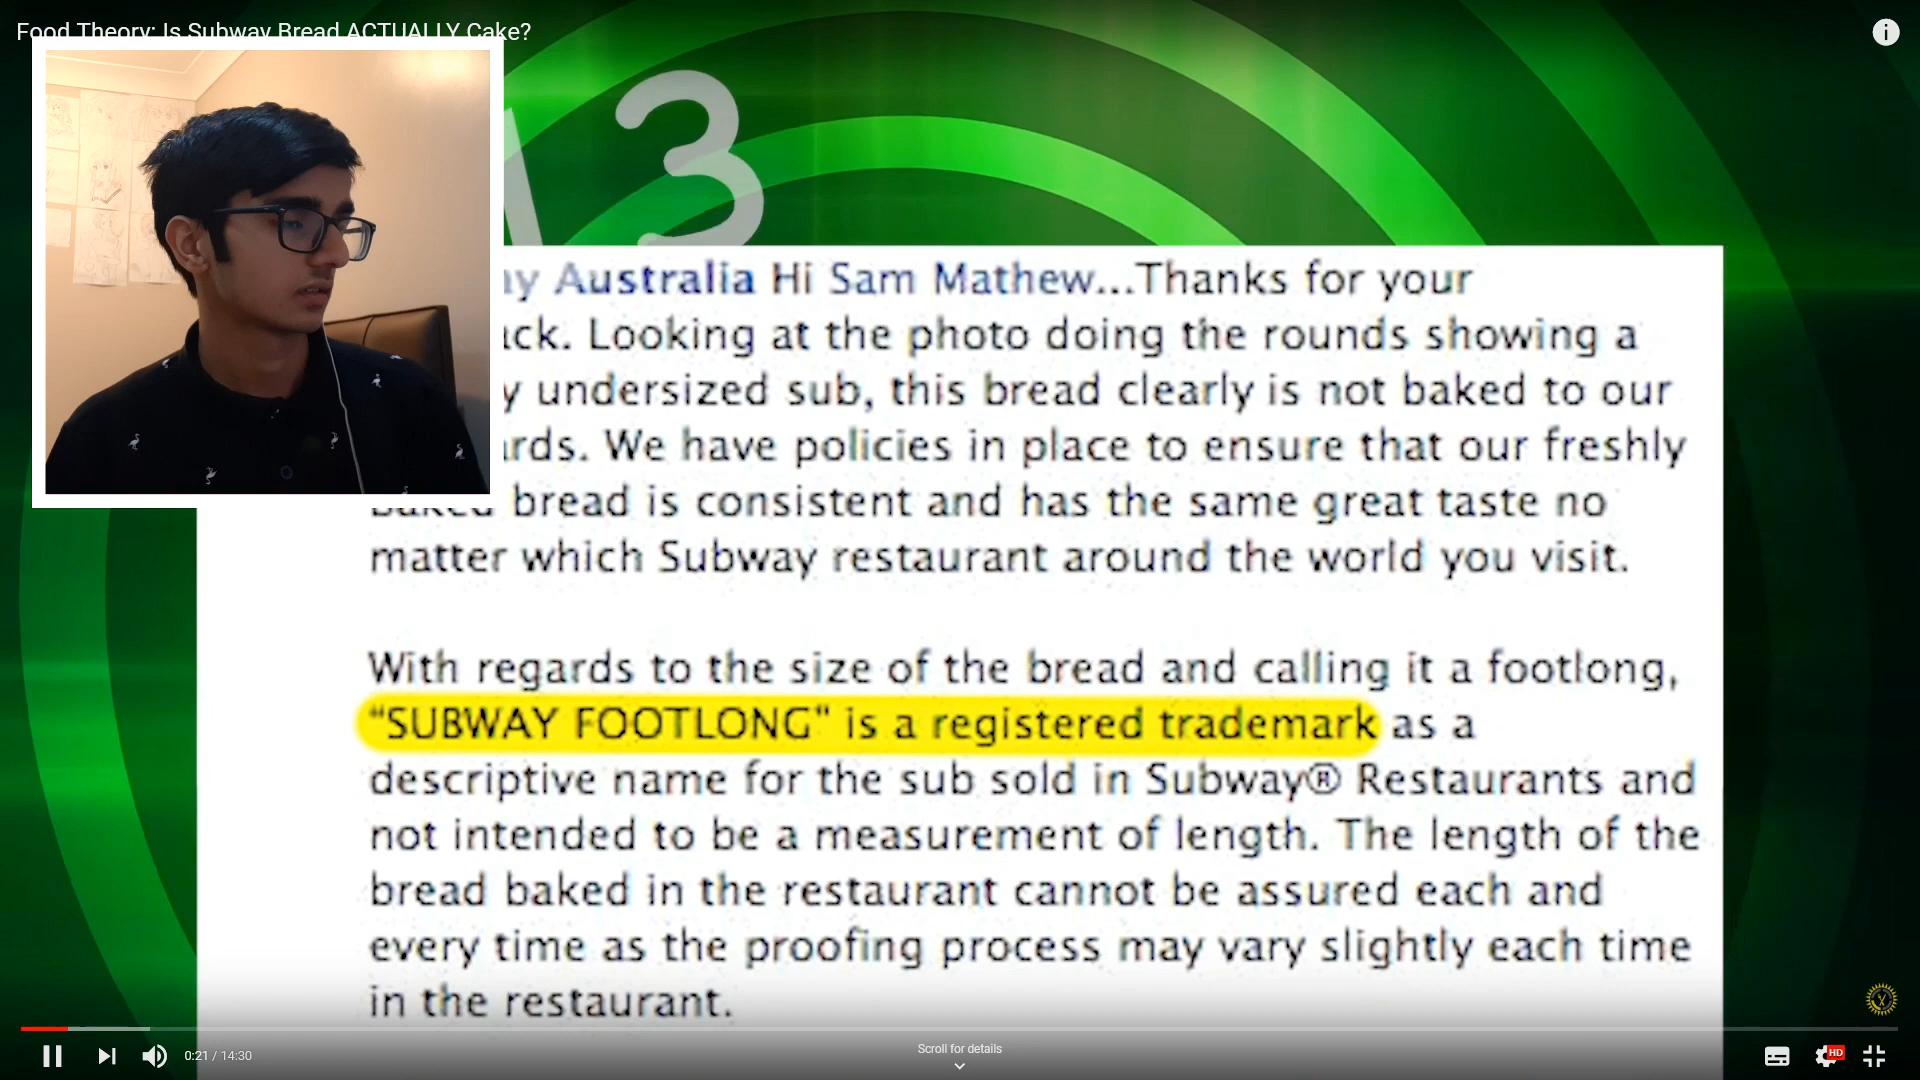 Food Theory: Is Subway Bread ACTUALLY Cake?
13
Australia Hi Sam Mathew...Thanks for your
Looking at the photo doing the rounds showing a
undersized sub, this bread clearly is not baked to our
We have policies in place to ensure that our freshly
baked bread is consistent and has the same great taste no
matter which Subway restaurant around the world you visit.
With regards to the size of the bread and calling it a footlong,
“SUBWAY FOOTLONG” is a registered trademark as a
descriptive name for the sub sold in Subway® Restaurants and
not intended to be a measurement of length. The length of the
bread baked in the restaurant cannot be assured each and
every time as the proofing process may vary slightly each time
in the restaurant.
0:21 / 14:30
Scroll for details
HD